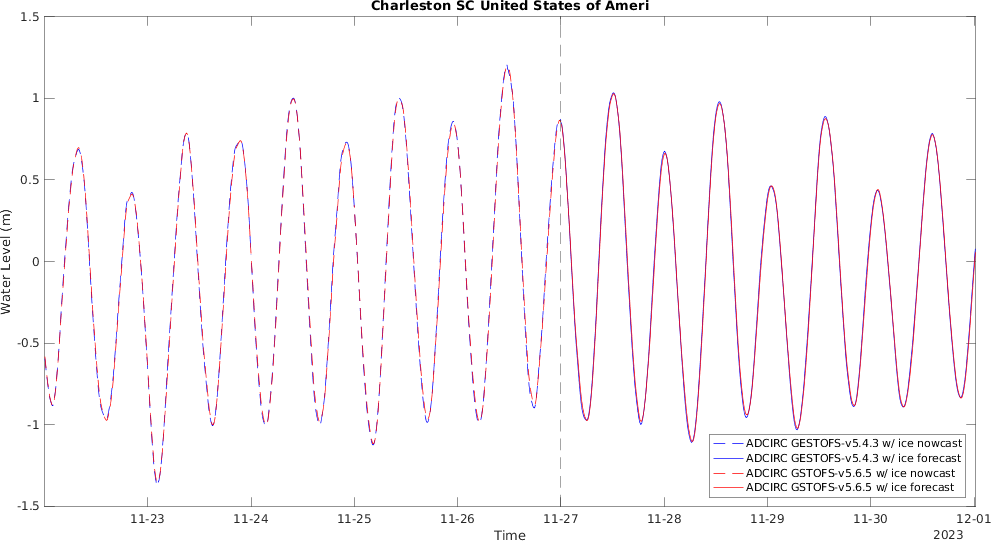 Charleston SC United States of Ameri
1.5
1
0.5
0
-0.5
-1
-1.5
Water Level (m)
11-23 11-24 11-25 11-26 11-27 11-28 11-29 11-30 12-01
Time
2023
ADCIRC GESTOFS-v5.4.3 w/ ice nowcast
ADCIRC GESTOFS-v5.4.3 w/ ice forecast
ADCIRC GSTOFS-v5.6.5 w/ ice nowcast
ADCIRC GSTOFS-v5.6.5 w/ ice forecast